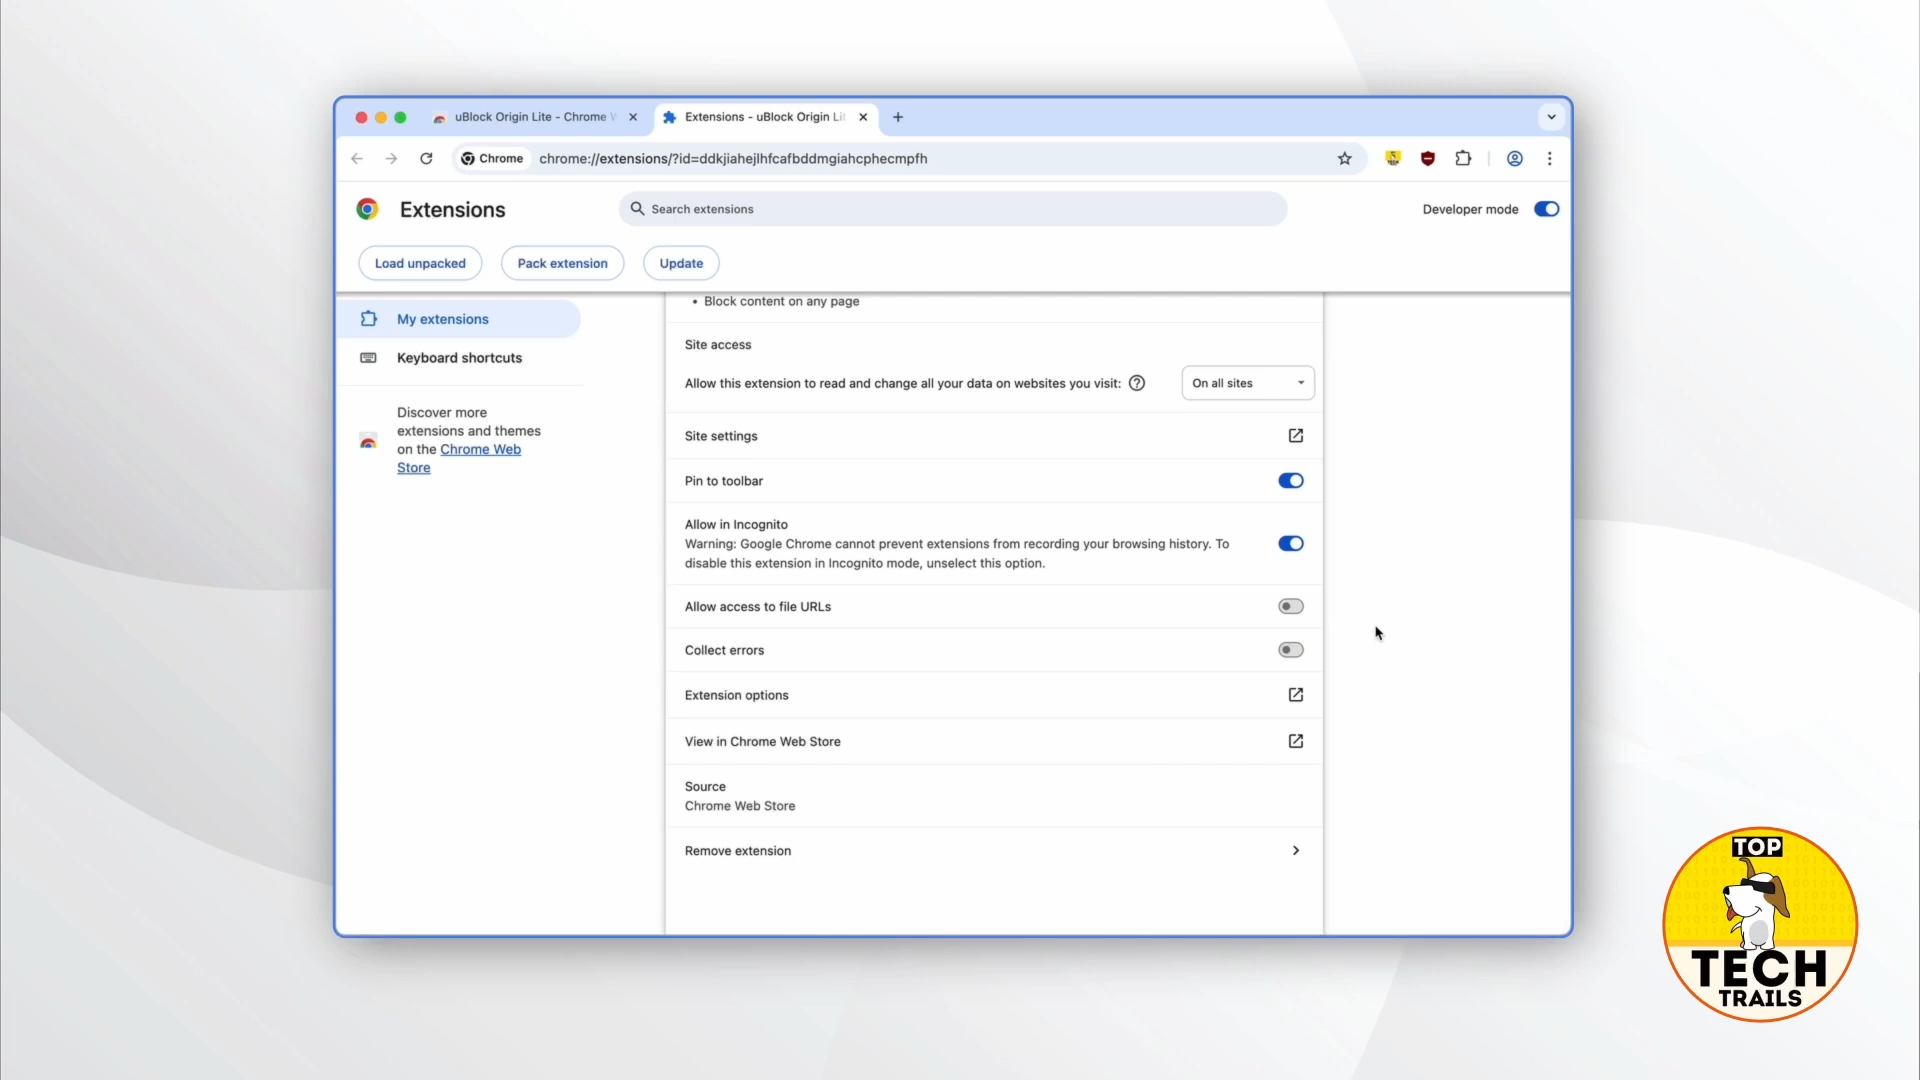 uBlock Origin Lite - Chrome
Extensions - uBlock Origin Lit
Chrome
chrome://extensions/?id=ddkjiahejlhfcafbddmgiahcphecmpfh
Extensions
Search extensions
Developer mode
Load unpacked
Pack extension
Update
My extensions
Keyboard shortcuts
Discover more
extensions and themes
on the Chrome Web
Store
• Block content on any page
Site access
Allow this extension to read and change all your data on websites you visit:
On all sites
Site settings
Pin to toolbar
Allow in Incognito
Warning: Google Chrome cannot prevent extensions from recording your browsing history. To
disable this extension in Incognito mode, unselect this option.
Allow access to file URLs
Collect errors
Extension options
View in Chrome Web Store
Source
Chrome Web Store
Remove extension
TOP
TECH
TRAILS